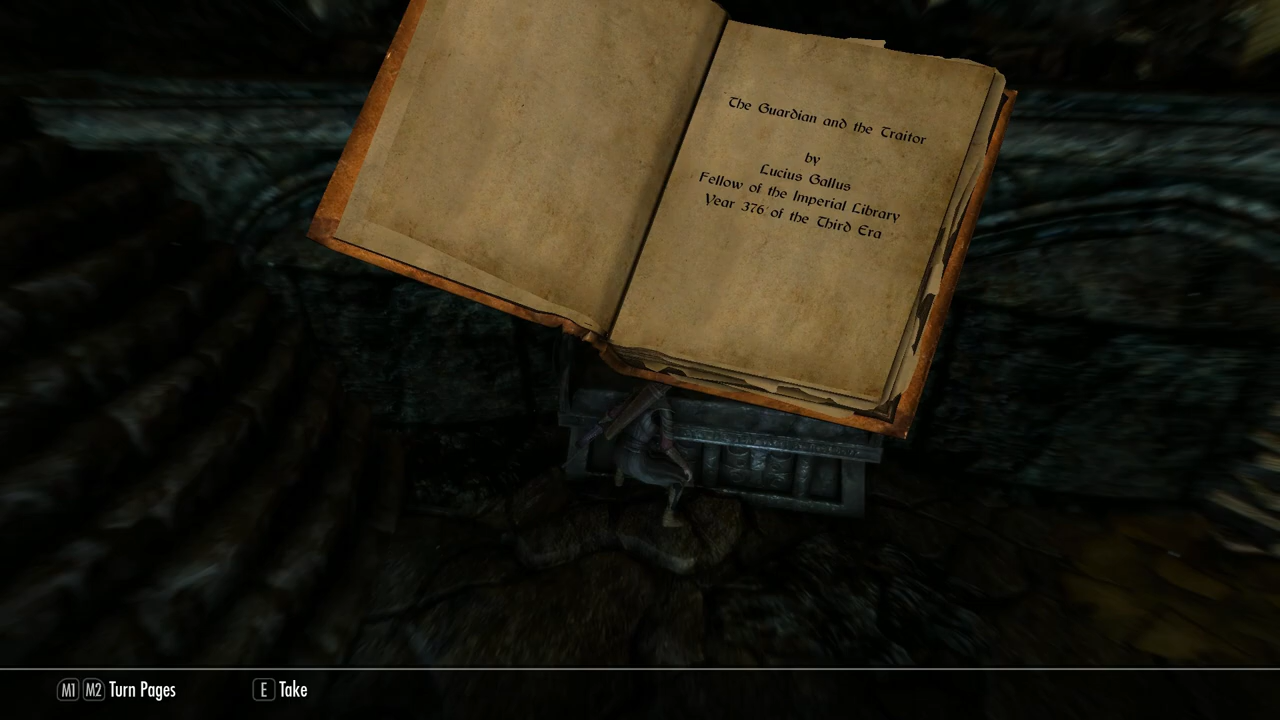 The Guardian and the Traitor
by
Lucius Gallus
Fellow of the Imperial Library
Year 376 of the Third Era
M1 M2 Turn Pages
E Take